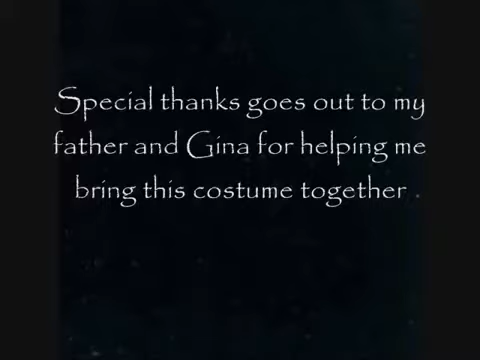 Special thanks goes out to my
father and Gina for helping me
bring this costume together